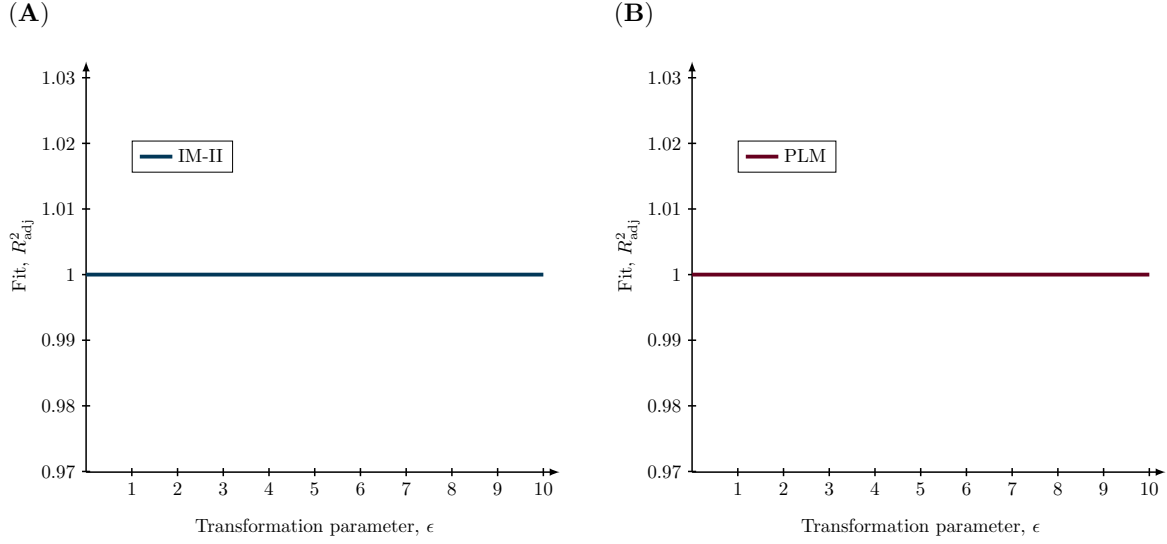 (A)
1.03
1.02
1.01
1
0.99
0.98
0.97
Fit, R²adj
IM-II
1 2 3 4 5 6 7 8 9 10
Transformation parameter, ϵ
(B)
1.03
1.02
1.01
1
0.99
0.98
0.97
Fit, R²adj
PLM
1 2 3 4 5 6 7 8 9 10
Transformation parameter, ϵ